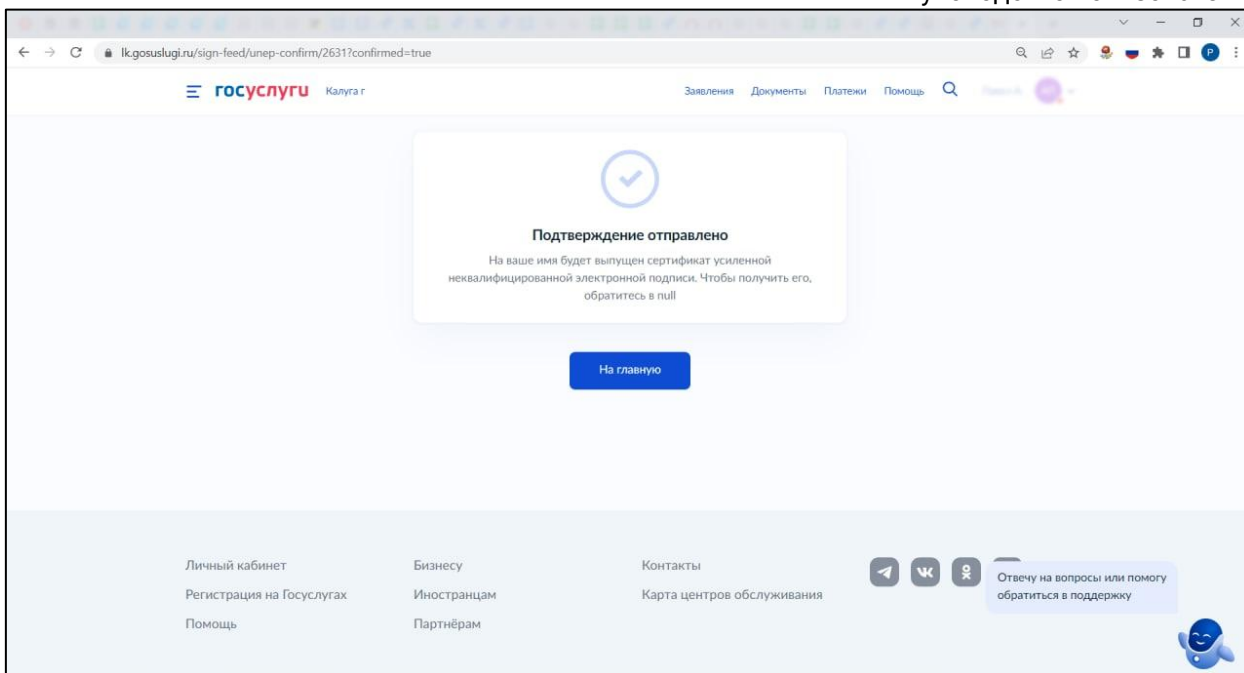 lk.gosuslugi.ru/sign-feed/unep-confirm/2631?confirmed=true
P
госуслуги Калуга г Заявления Документы Платежи Помощь
Подтверждение отправлено
На ваше имя будет выпущен сертификат усиленной
неквалифицированной электронной подписи. Чтобы получить его,
обратитесь в null
На главную
Личный кабинет
Регистрация на Госуслугах
Помощь
Бизнесу
Иностранцам
Партнёрам
Контакты
Карта центров обслуживания
Отвечу на вопросы или помогу
обратиться в поддержку